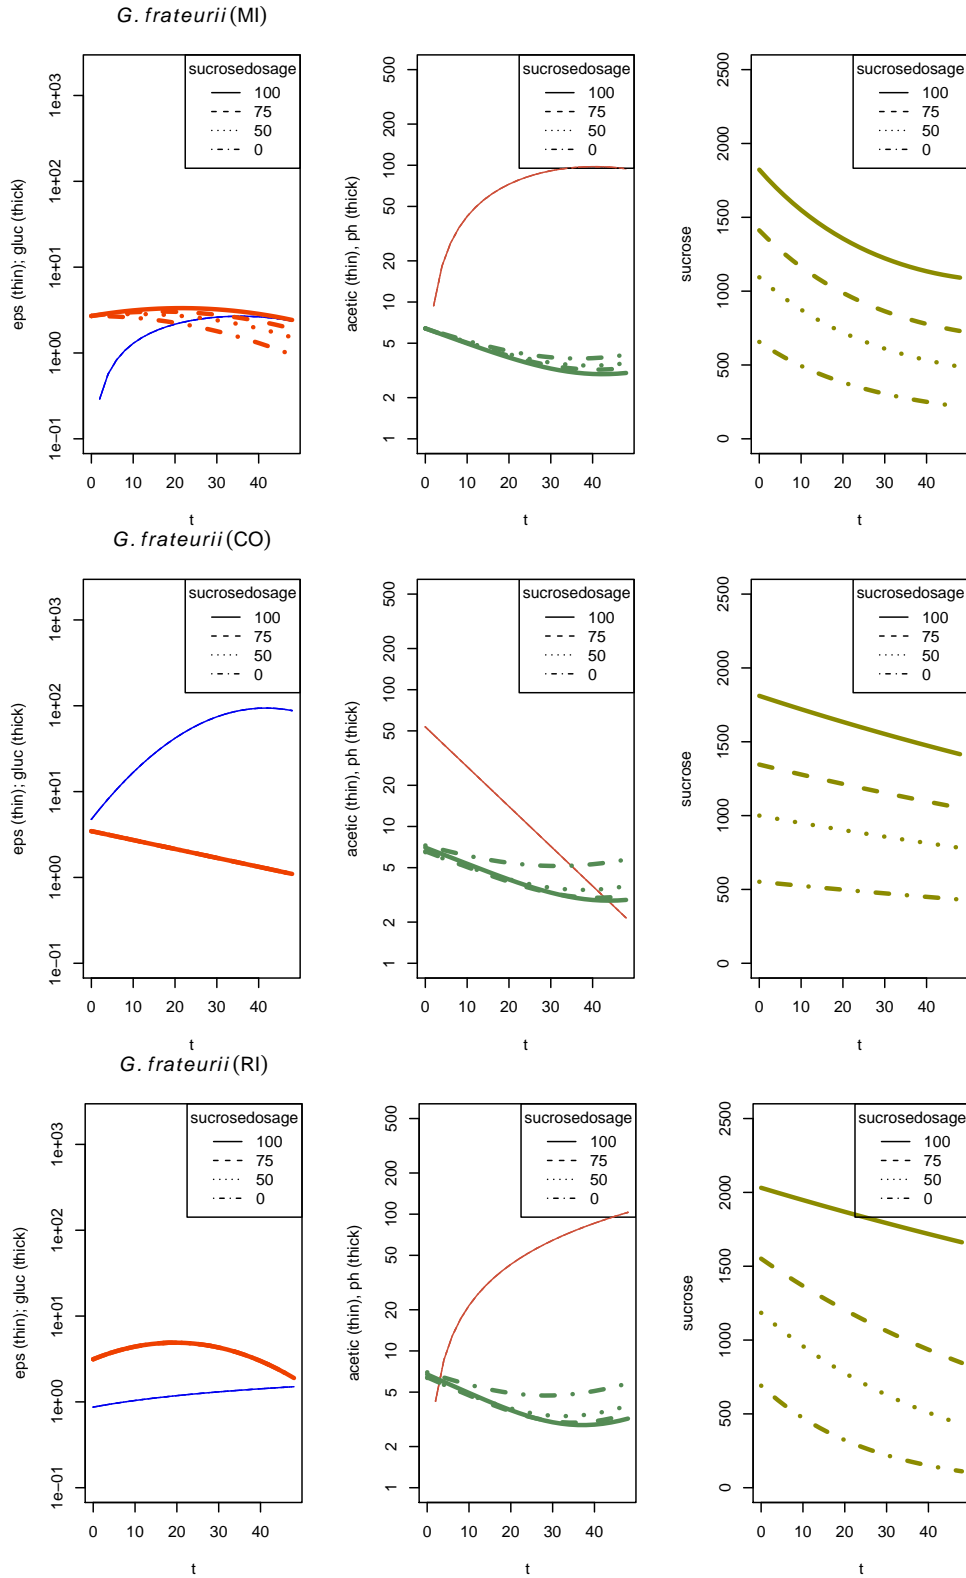 G. frateurii (MI)
eps (thin); gluc (thick)
1e+03
1e+02
1e+01
1e+00
1e−01
0 10 20 30 40
t
sucrosedosage
100
75
50
0
acetic (thin), ph (thick)
500
200
100
50
20
10
5
2
1
0 10 20 30 40
t
sucrosedosage
100
75
50
0
sucrose
2500
2000
1500
1000
500
0
0 10 20 30 40
t
sucrosedosage
100
75
50
0
G. frateurii (CO)
eps (thin); gluc (thick)
1e+03
1e+02
1e+01
1e+00
1e−01
0 10 20 30 40
t
sucrosedosage
100
75
50
0
acetic (thin), ph (thick)
500
200
100
50
20
10
5
2
1
0 10 20 30 40
t
sucrosedosage
100
75
50
0
sucrose
2500
2000
1500
1000
500
0
0 10 20 30 40
t
sucrosedosage
100
75
50
0
G. frateurii (RI)
eps (thin); gluc (thick)
1e+03
1e+02
1e+01
1e+00
1e−01
0 10 20 30 40
t
sucrosedosage
100
75
50
0
acetic (thin), ph (thick)
500
200
100
50
20
10
5
2
1
0 10 20 30 40
t
sucrosedosage
100
75
50
0
sucrose
2500
2000
1500
1000
500
0
0 10 20 30 40
t
sucrosedosage
100
75
50
0